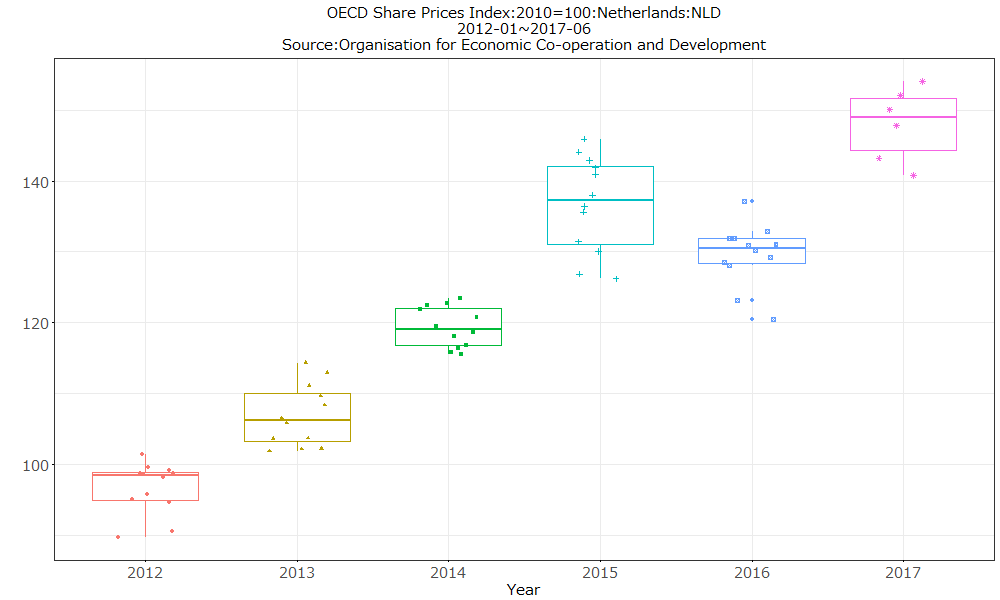 OECD Share Prices Index:2010=100:Netherlands:NLD
2012-01~2017-06
Source:Organisation for Economic Co-operation and Development
140
120
100
2012 2013 2014 2015 2016 2017
Year